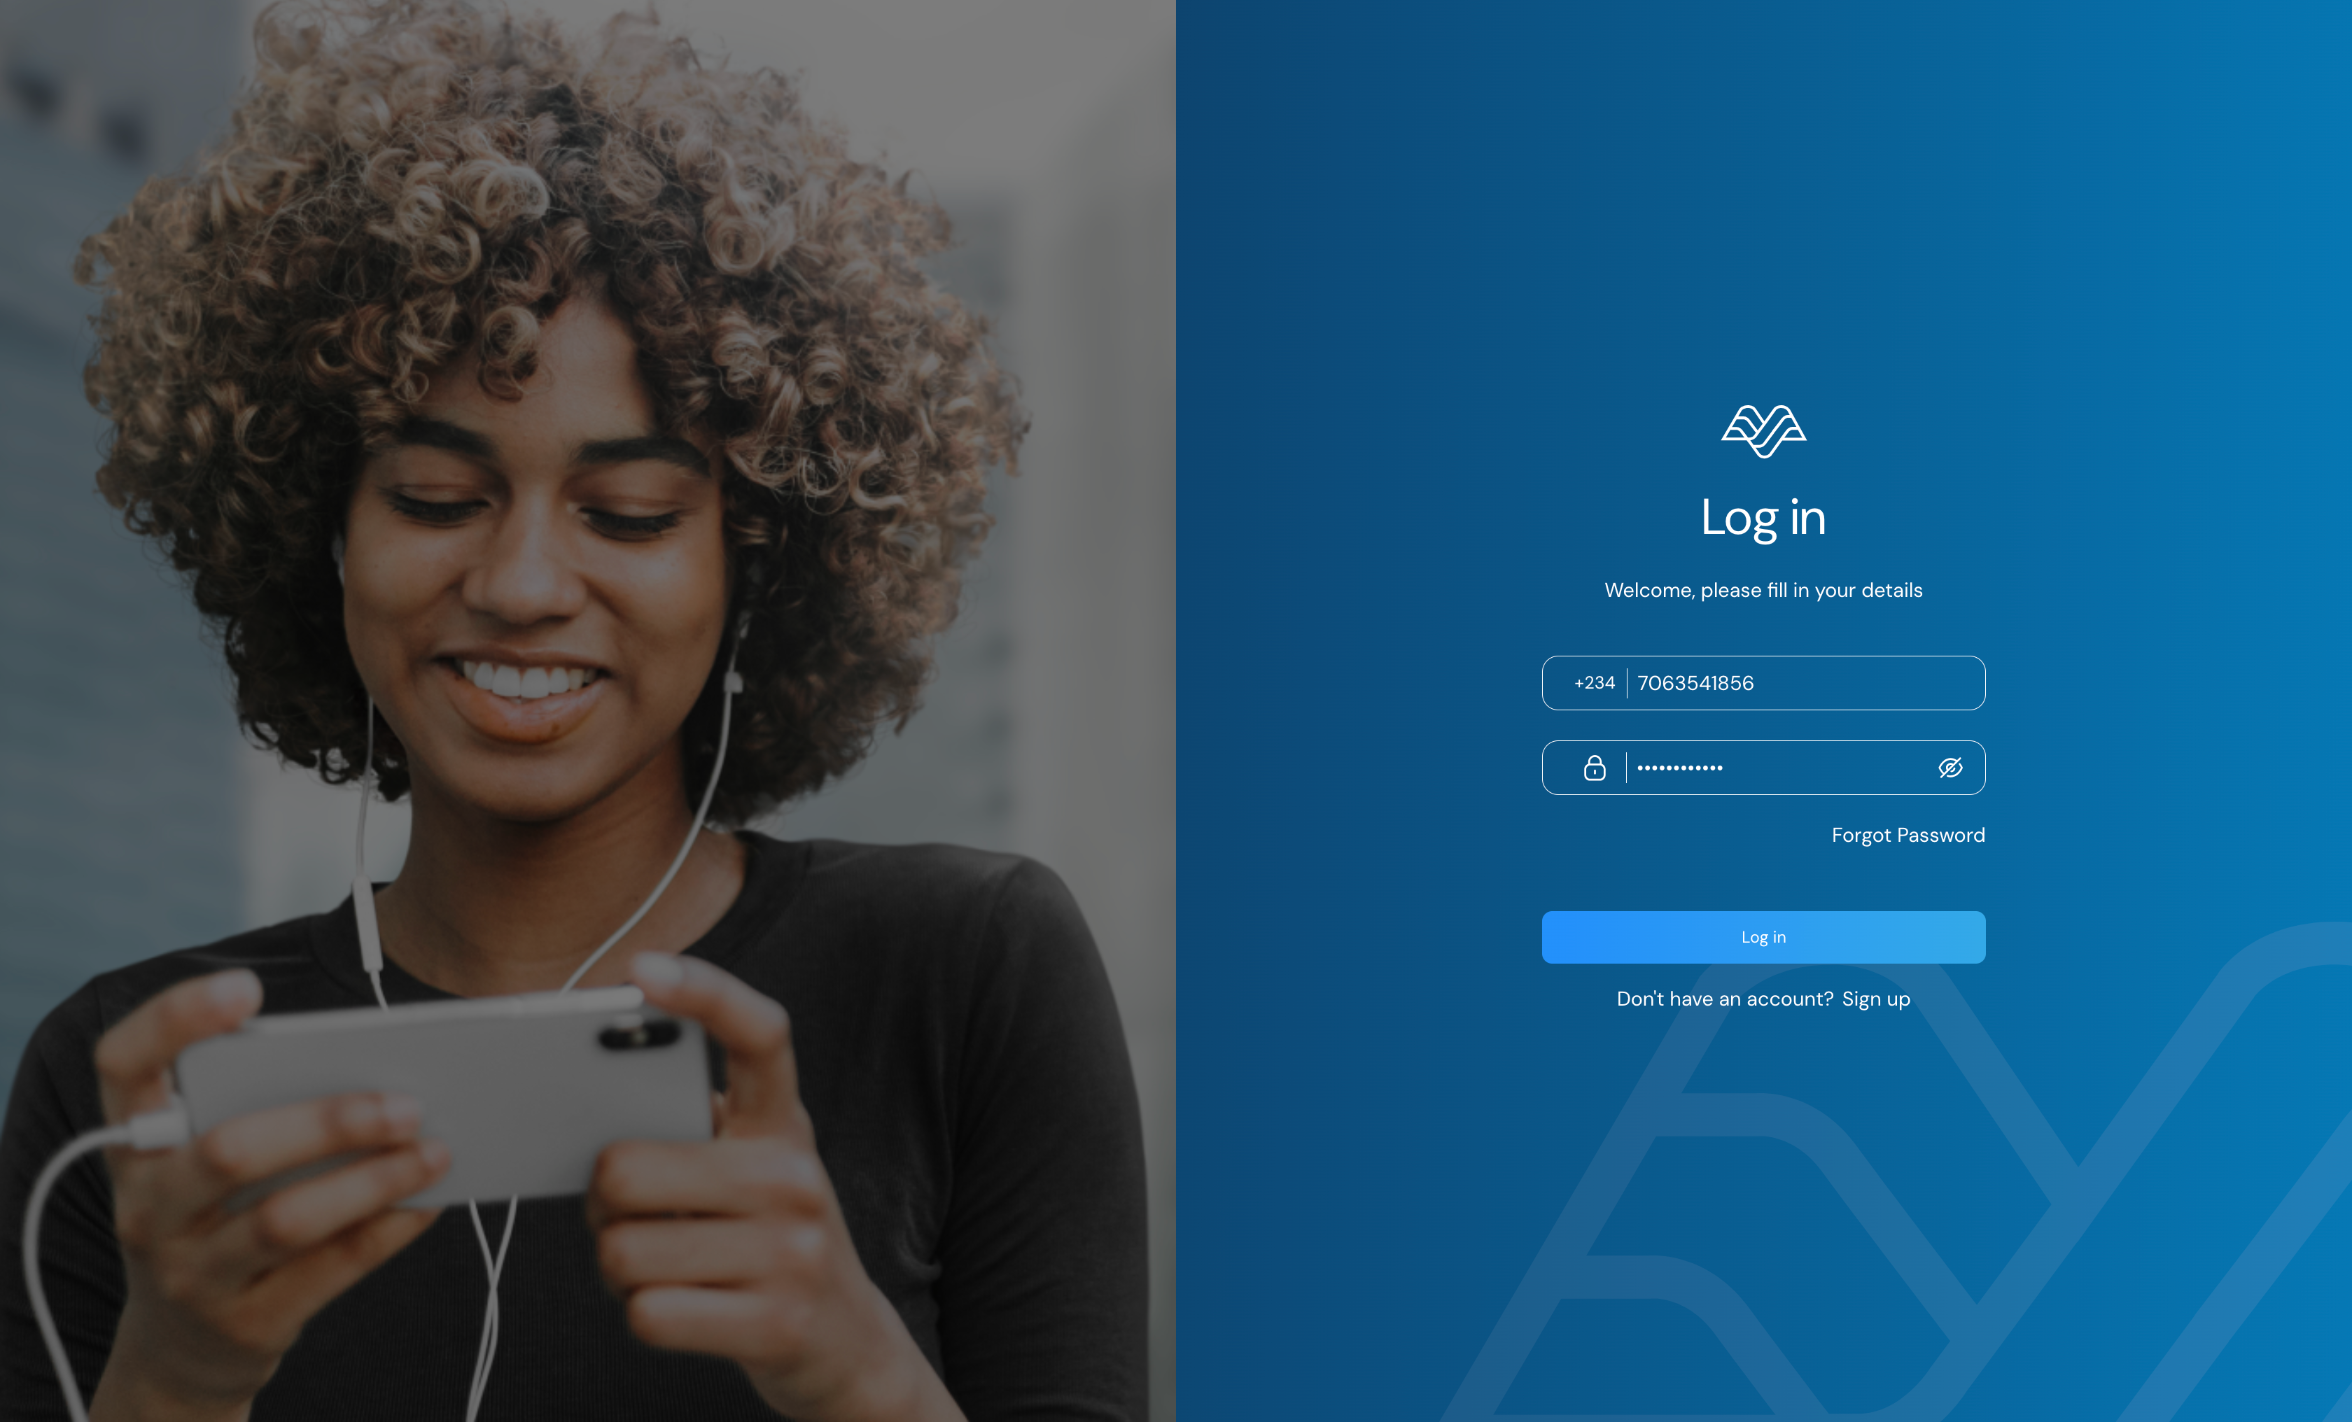 Log in
Welcome, please fill in your details
+234 7063541856
••••••••••••
Forgot Password
Log in
Don't have an account? Sign up